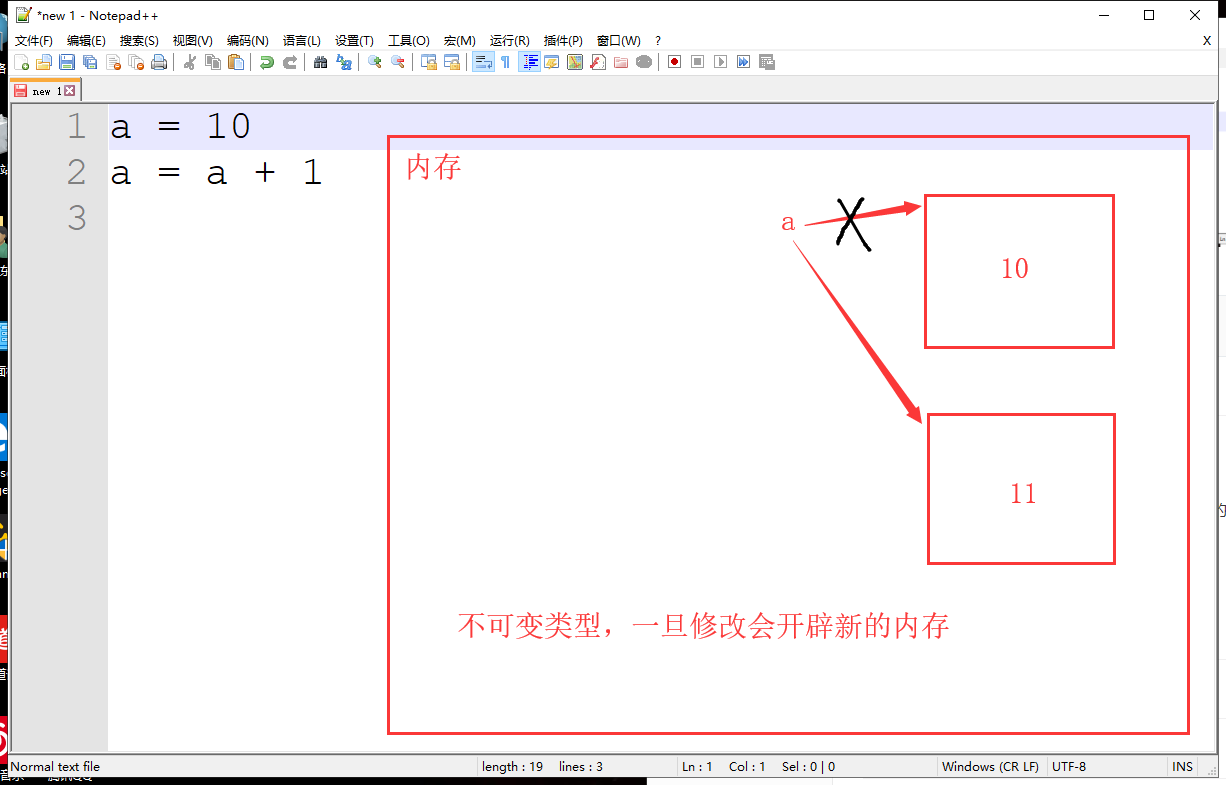 *new 1 - Notepad++
文件(F) 编辑(E) 搜索(S) 视图(V) 编码(N) 语言(L) 设置(T) 工具(O) 宏(M) 运行(R) 插件(P) 窗口(W) ? X
new 1
1 a = 10
2 a = a + 1
3
内存
a
10
11
不可变类型，一旦修改会开辟新的内存
Normal text file length : 19 lines : 3 Ln : 1 Col : 1 Sel : 0 | 0 Windows (CR LF) UTF-8 INS